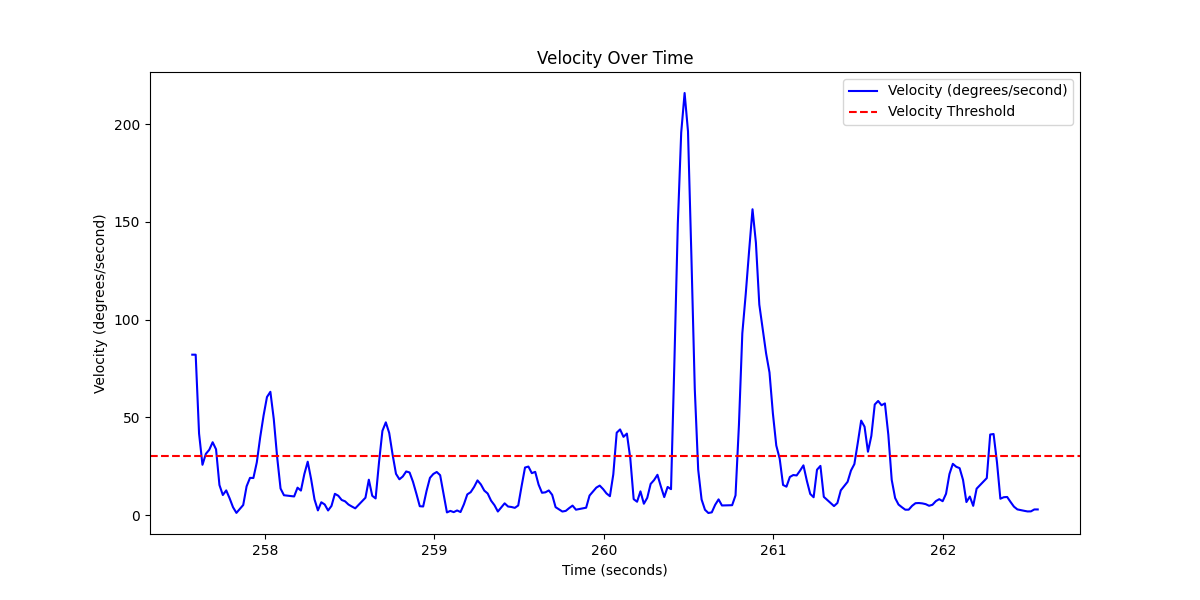 Velocity Over Time
Velocity (degrees/second)
Velocity Threshold
Velocity (degrees/second)
200
150
100
50
0
258 259 260 261 262
Time (seconds)